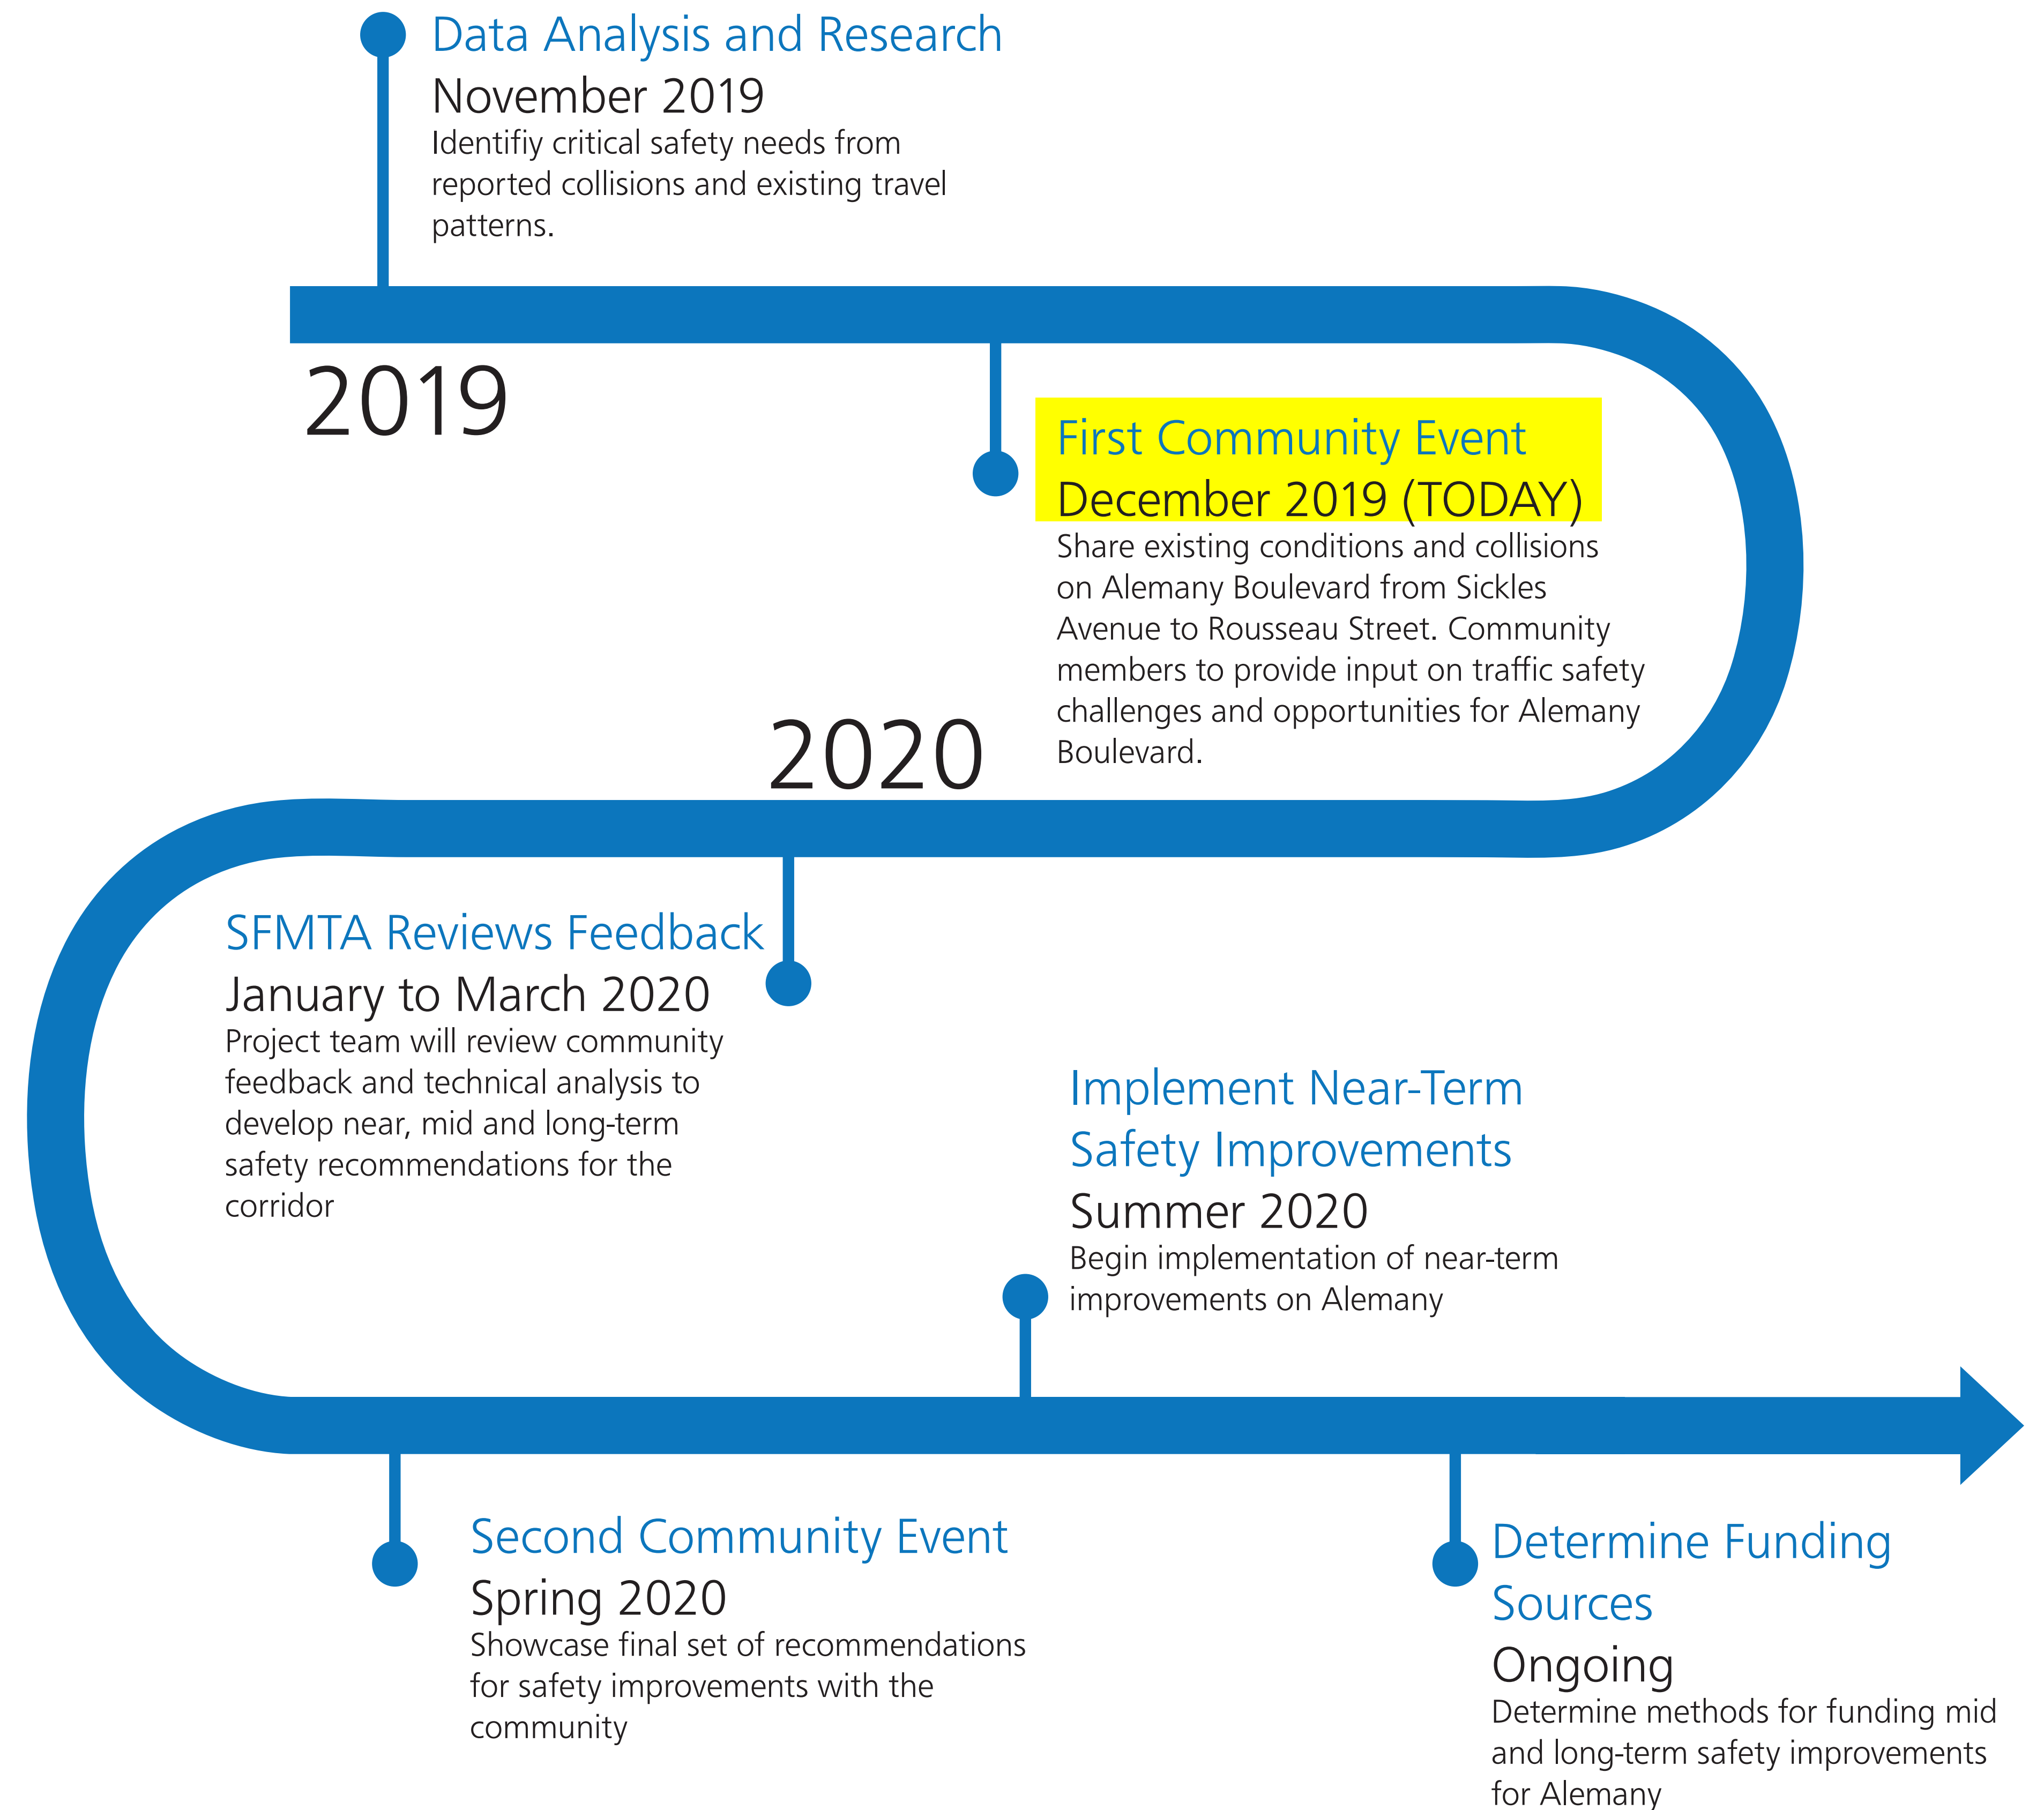 Data Analysis and Research
November 2019
Identifiy critical safety needs from
reported collisions and existing travel
patterns.
2019
First Community Event
December 2019 (TODAY)
Share existing conditions and collisions
on Alemany Boulevard from Sickles
Avenue to Rousseau Street. Community
members to provide input on traffic safety
challenges and opportunities for Alemany
Boulevard.
2020
SFMTA Reviews Feedback
January to March 2020
Project team will review community
feedback and technical analysis to
develop near, mid and long-term
safety recommendations for the
corridor
Implement Near-Term
Safety Improvements
Summer 2020
Begin implementation of near-term
improvements on Alemany
Second Community Event
Spring 2020
Showcase final set of recommendations
for safety improvements with the
community
Determine Funding
Sources
Ongoing
Determine methods for funding mid
and long-term safety improvements
for Alemany